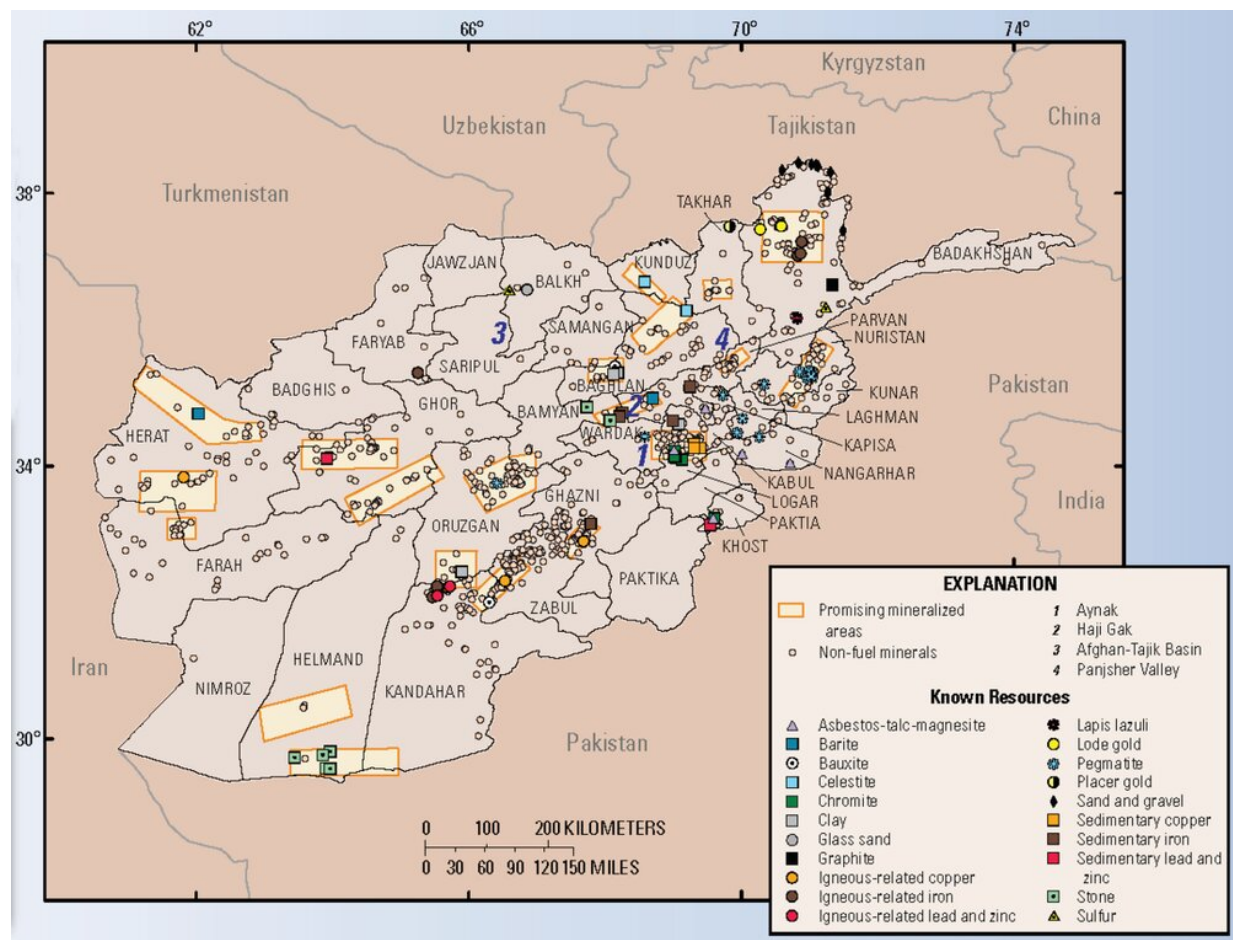 62° 66° 70° 74°
Kyrgyzstan
China
Uzbekistan Tajikistan
Turkmenistan
38°
TAKHAR
JAWZJAN BALKH KUNDUZ BADAKHSHAN
3 SAMANGAN 4 PARVAN
NURISTAN
FARYAB
SARIPUL
BADGHIS BAGHLAN KUNAR
Pakistan
GHOR BAMYAN 2 LAGHMAN
HERAT WARDAK KAPISA
34° 1 NANGARHAR
KABUL
GHAZNI LOGAR
India
ORUZGAN PAKTIA
KHOST
FARAH
PAKTIKA
ZABUL
Iran
HELMAND
NIMROZ KANDAHAR
30°
Pakistan
0 100 200 KILOMETERS
0 30 60 90 120 150 MILES
EXPLANATION
Promising mineralized
areas
Non-fuel minerals
1 Aynak
2 Haji Gak
3 Afghan-Tajik Basin
4 Panjsher Valley
Known Resources
Asbestos-talc-magnesite
Barite
Bauxite
Celestite
Chromite
Clay
Glass sand
Graphite
Igneous-related copper
Igneous-related iron
Igneous-related lead and zinc
Lapis lazuli
Lode gold
Pegmatite
Placer gold
Sand and gravel
Sedimentary copper
Sedimentary iron
Sedimentary lead and
zinc
Stone
Sulfur